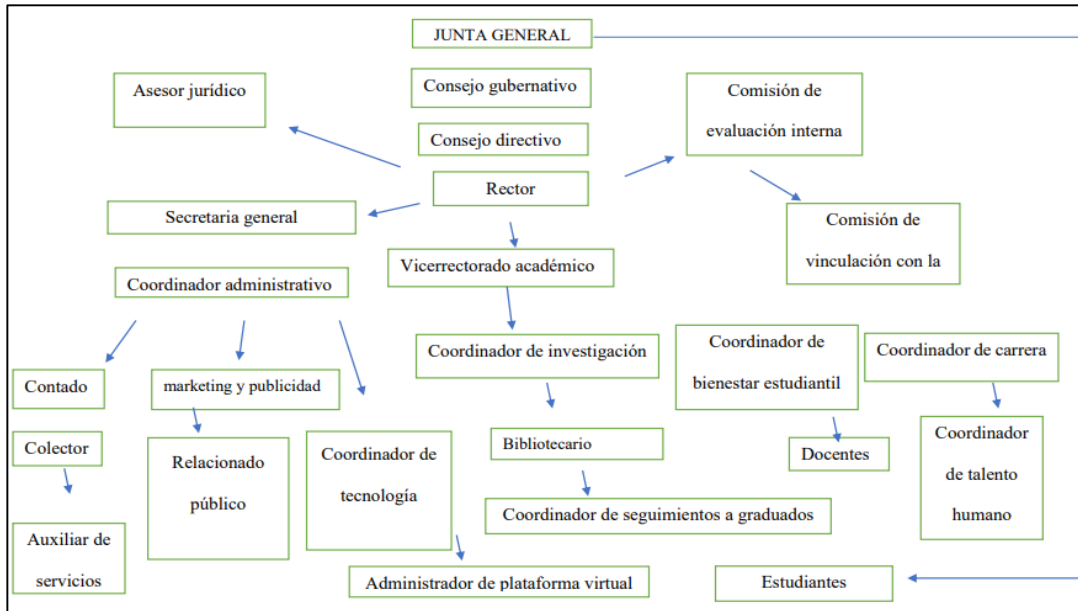 JUNTA GENERAL
Asesor jurídico
Consejo gubernativo
Comisión de
evaluación interna
Consejo directivo
Rector
Secretaria general
Comisión de
vinculación con la
Vicerrectorado académico
Coordinador administrativo
Coordinador de investigación
Coordinador de
bienestar estudiantil
Coordinador de carrera
Contado
marketing y publicidad
Colector
Relacionado
público
Coordinador de
tecnología
Bibliotecario
Docentes
Coordinador
de talento
humano
Coordinador de seguimientos a graduados
Auxiliar de
servicios
Administrador de plataforma virtual
Estudiantes